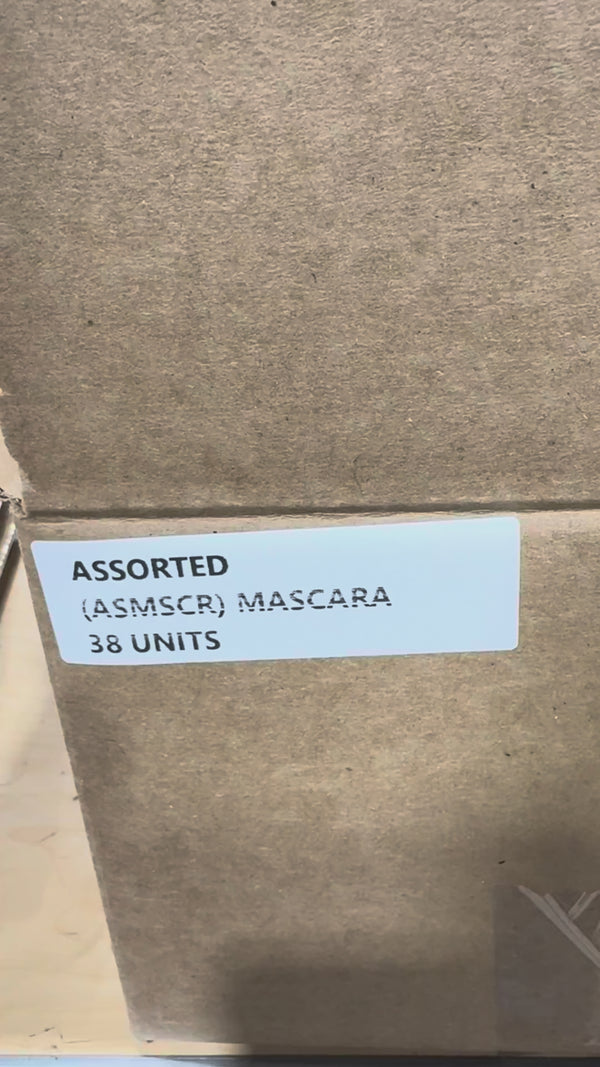 ASSORTED
(ASMSCR) MASCARA
38 UNITS